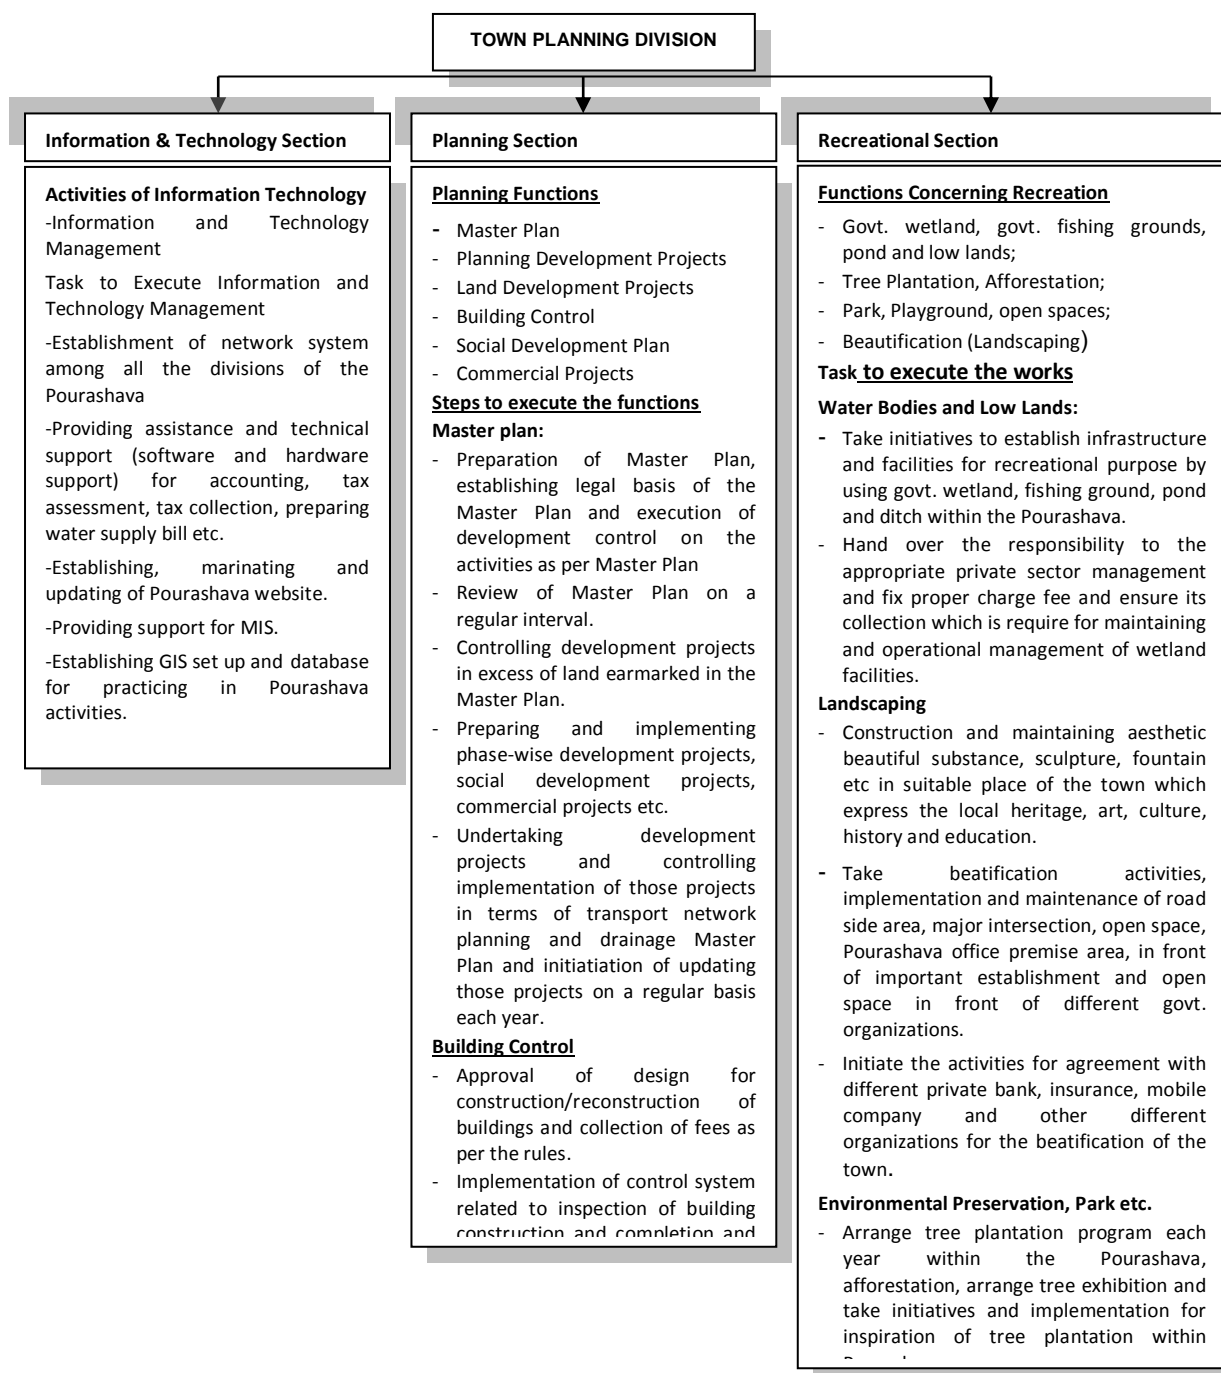 TOWN PLANNING DIVISION
Information & Technology Section
Activities of Information Technology
-Information and Technology
Management
Task to Execute Information and
Technology Management
-Establishment of network system
among all the divisions of the
Pourashava
-Providing assistance and technical
support (software and hardware
support) for accounting, tax
assessment, tax collection, preparing
water supply bill etc.
-Establishing, marinating and
updating of Pourashava website.
-Providing support for MIS.
-Establishing GIS set up and database
for practicing in Pourashava
activities.
Planning Section
Planning Functions
- Master Plan
- Planning Development Projects
- Land Development Projects
- Building Control
- Social Development Plan
- Commercial Projects
Steps to execute the functions
Master plan:
- Preparation of Master Plan,
establishing legal basis of the
Master Plan and execution of
development control on the
activities as per Master Plan
- Review of Master Plan on a
regular interval.
- Controlling development projects
in excess of land earmarked in the
Master Plan.
- Preparing and implementing
phase-wise development projects,
social development projects,
commercial projects etc.
- Undertaking development
projects and controlling
implementation of those projects
in terms of transport network
planning and drainage Master
Plan and initiatiation of updating
those projects on a regular basis
each year.
Building Control
- Approval of design for
construction/reconstruction of
buildings and collection of fees as
per the rules.
- Implementation of control system
related to inspection of building
construction and completion and
Recreational Section
Functions Concerning Recreation
- Govt. wetland, govt. fishing grounds,
pond and low lands;
- Tree Plantation, Afforestation;
- Park, Playground, open spaces;
- Beautification (Landscaping)
Task to execute the works
Water Bodies and Low Lands:
- Take initiatives to establish infrastructure
and facilities for recreational purpose by
using govt. wetland, fishing ground, pond
and ditch within the Pourashava.
- Hand over the responsibility to the
appropriate private sector management
and fix proper charge fee and ensure its
collection which is require for maintaining
and operational management of wetland
facilities.
Landscaping
- Construction and maintaining aesthetic
beautiful substance, sculpture, fountain
etc in suitable place of the town which
express the local heritage, art, culture,
history and education.
- Take beatification activities,
implementation and maintenance of road
side area, major intersection, open space,
Pourashava office premise area, in front
of important establishment and open
space in front of different govt.
organizations.
- Initiate the activities for agreement with
different private bank, insurance, mobile
company and other different
organizations for the beatification of the
town.
Environmental Preservation, Park etc.
- Arrange tree plantation program each
year within the Pourashava,
afforestation, arrange tree exhibition and
take initiatives and implementation for
inspiration of tree plantation within